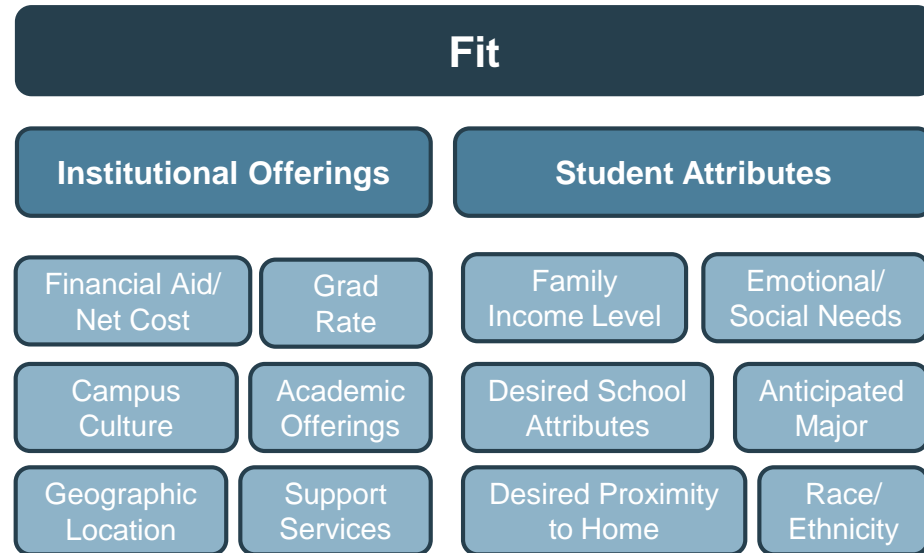 Fit
Institutional Offerings
Student Attributes
Financial Aid/
Net Cost
Grad
Rate
Family
Income Level
Emotional/
Social Needs
Campus
Culture
Academic
Offerings
Desired School
Attributes
Anticipated
Major
Geographic
Location
Support
Services
Desired Proximity
to Home
Race/
Ethnicity